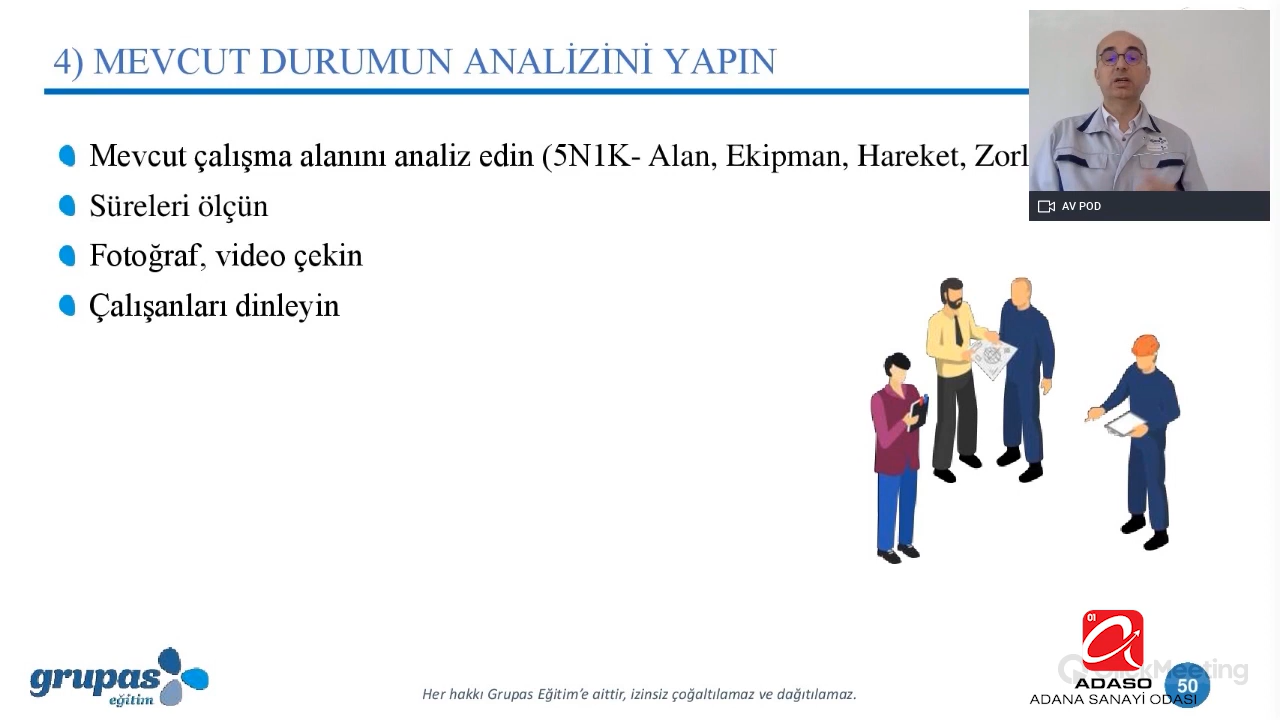 4) MEVCUT DURUMUN ANALİZİNİ YAPIN
Mevcut çalışma alanını analiz edin (5N1K- Alan, Ekipman, Hareket,
Süreleri ölçün
Fotoğraf, video çekin
Çalışanları dinleyin
AV POD
grupas
eğitim
Her hakkı Grupas Eğitim’e aittir, izinsiz çoğaltılamaz ve dağıtılamaz.
01
ClickMeeting
ADASO
50
ADANA SANAYİ ODASI